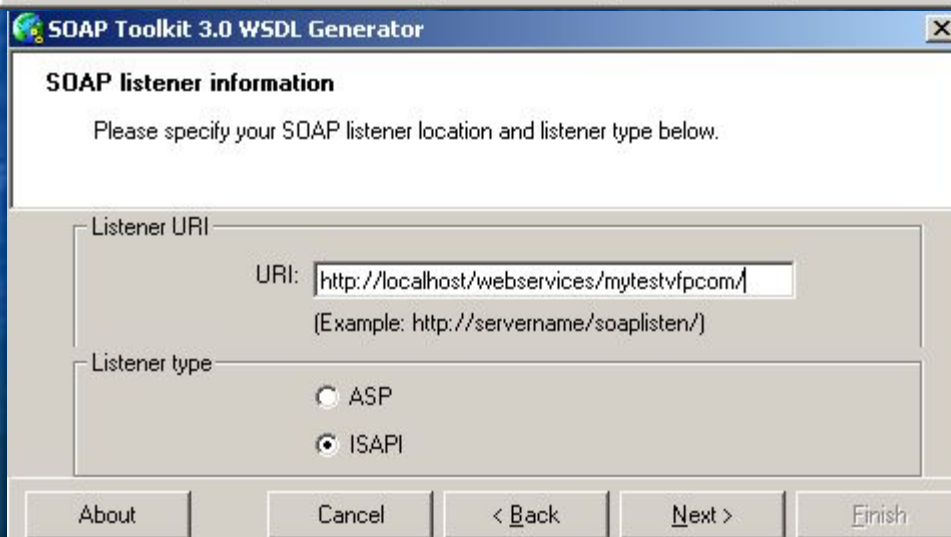 SOAP Toolkit 3.0 WSDL Generator
SOAP listener information
Please specify your SOAP listener location and listener type below.
Listener URI
URI: http://localhost/webservices/mytestvfpcom/
(Example: http://servername/soaplisten/)
Listener type
ASP
ISAPI
About Cancel < Back Next > Finish